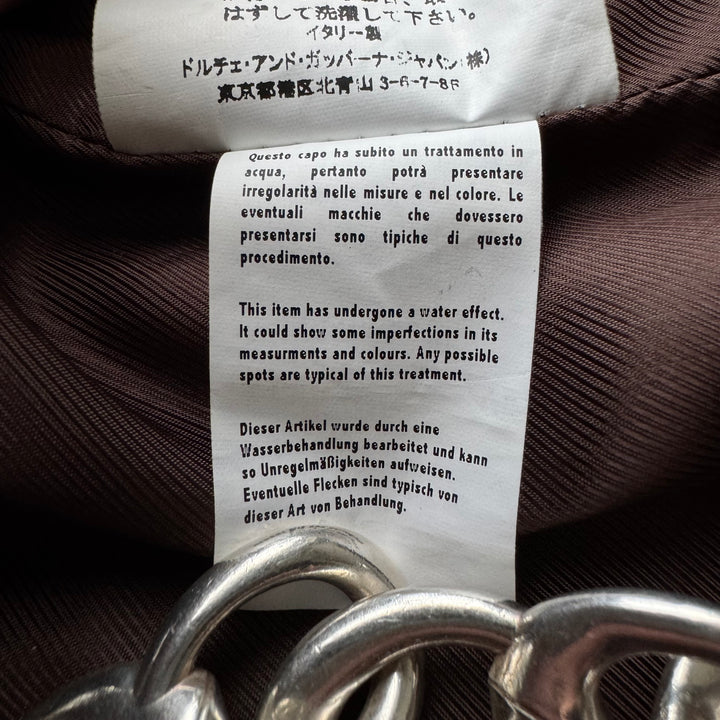 はずして洗濯して下さい。
イタリー製
ドルチェ・アンド・ガッバーナ・ジャパン(株)
東京都港区北青山 3-6-7-8F
Questo capo ha subito un trattamento in
acqua, pertanto potrà presentare
irregolarità nelle misure e nel colore. Le
eventuali macchie che dovessero
presentarsi sono tipiche di questo
procedimento.
This item has undergone a water effect.
It could show some imperfections in its
measurments and colours. Any possible
spots are typical of this treatment.
Dieser Artikel wurde durch eine
Wasserbehandlung bearbeitet und kann
so Unregelmäßigkeiten aufweisen.
Eventuelle Flecken sind typisch von
dieser Art von Behandlung.